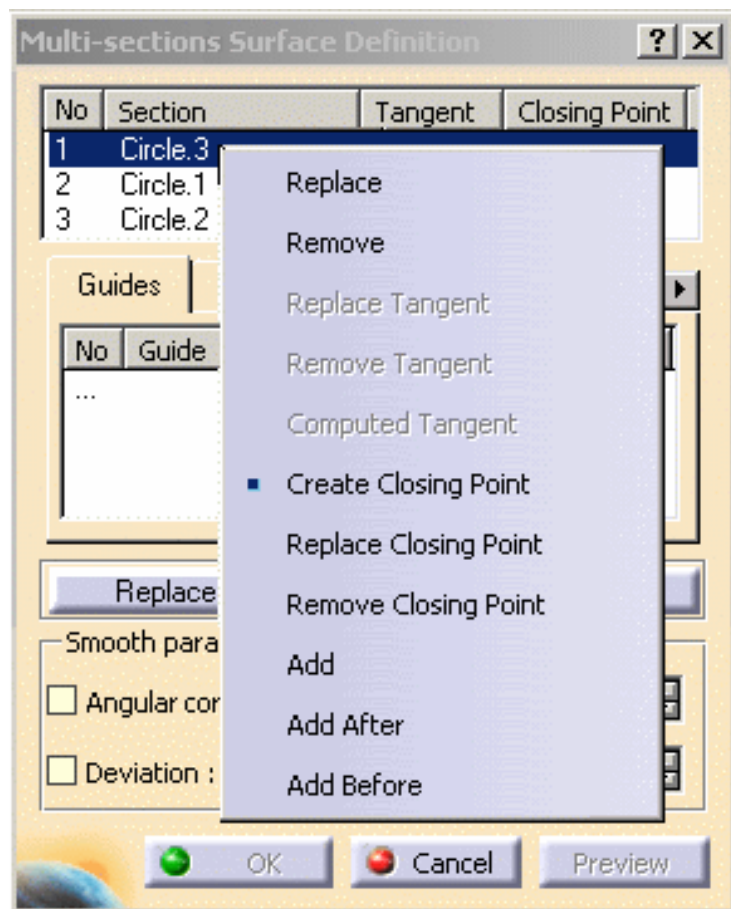 Multi-sections Surface Definition
No Section Tangent Closing Point
1 Circle.3
2 Circle.1
3 Circle.2
Replace
Remove
Replace Tangent
Remove Tangent
Computed Tangent
Create Closing Point
Replace Closing Point
Remove Closing Point
Add
Add After
Add Before
Guides
No Guide
...
Replace
Smooth para
Angular cor
Deviation :
OK Cancel Preview